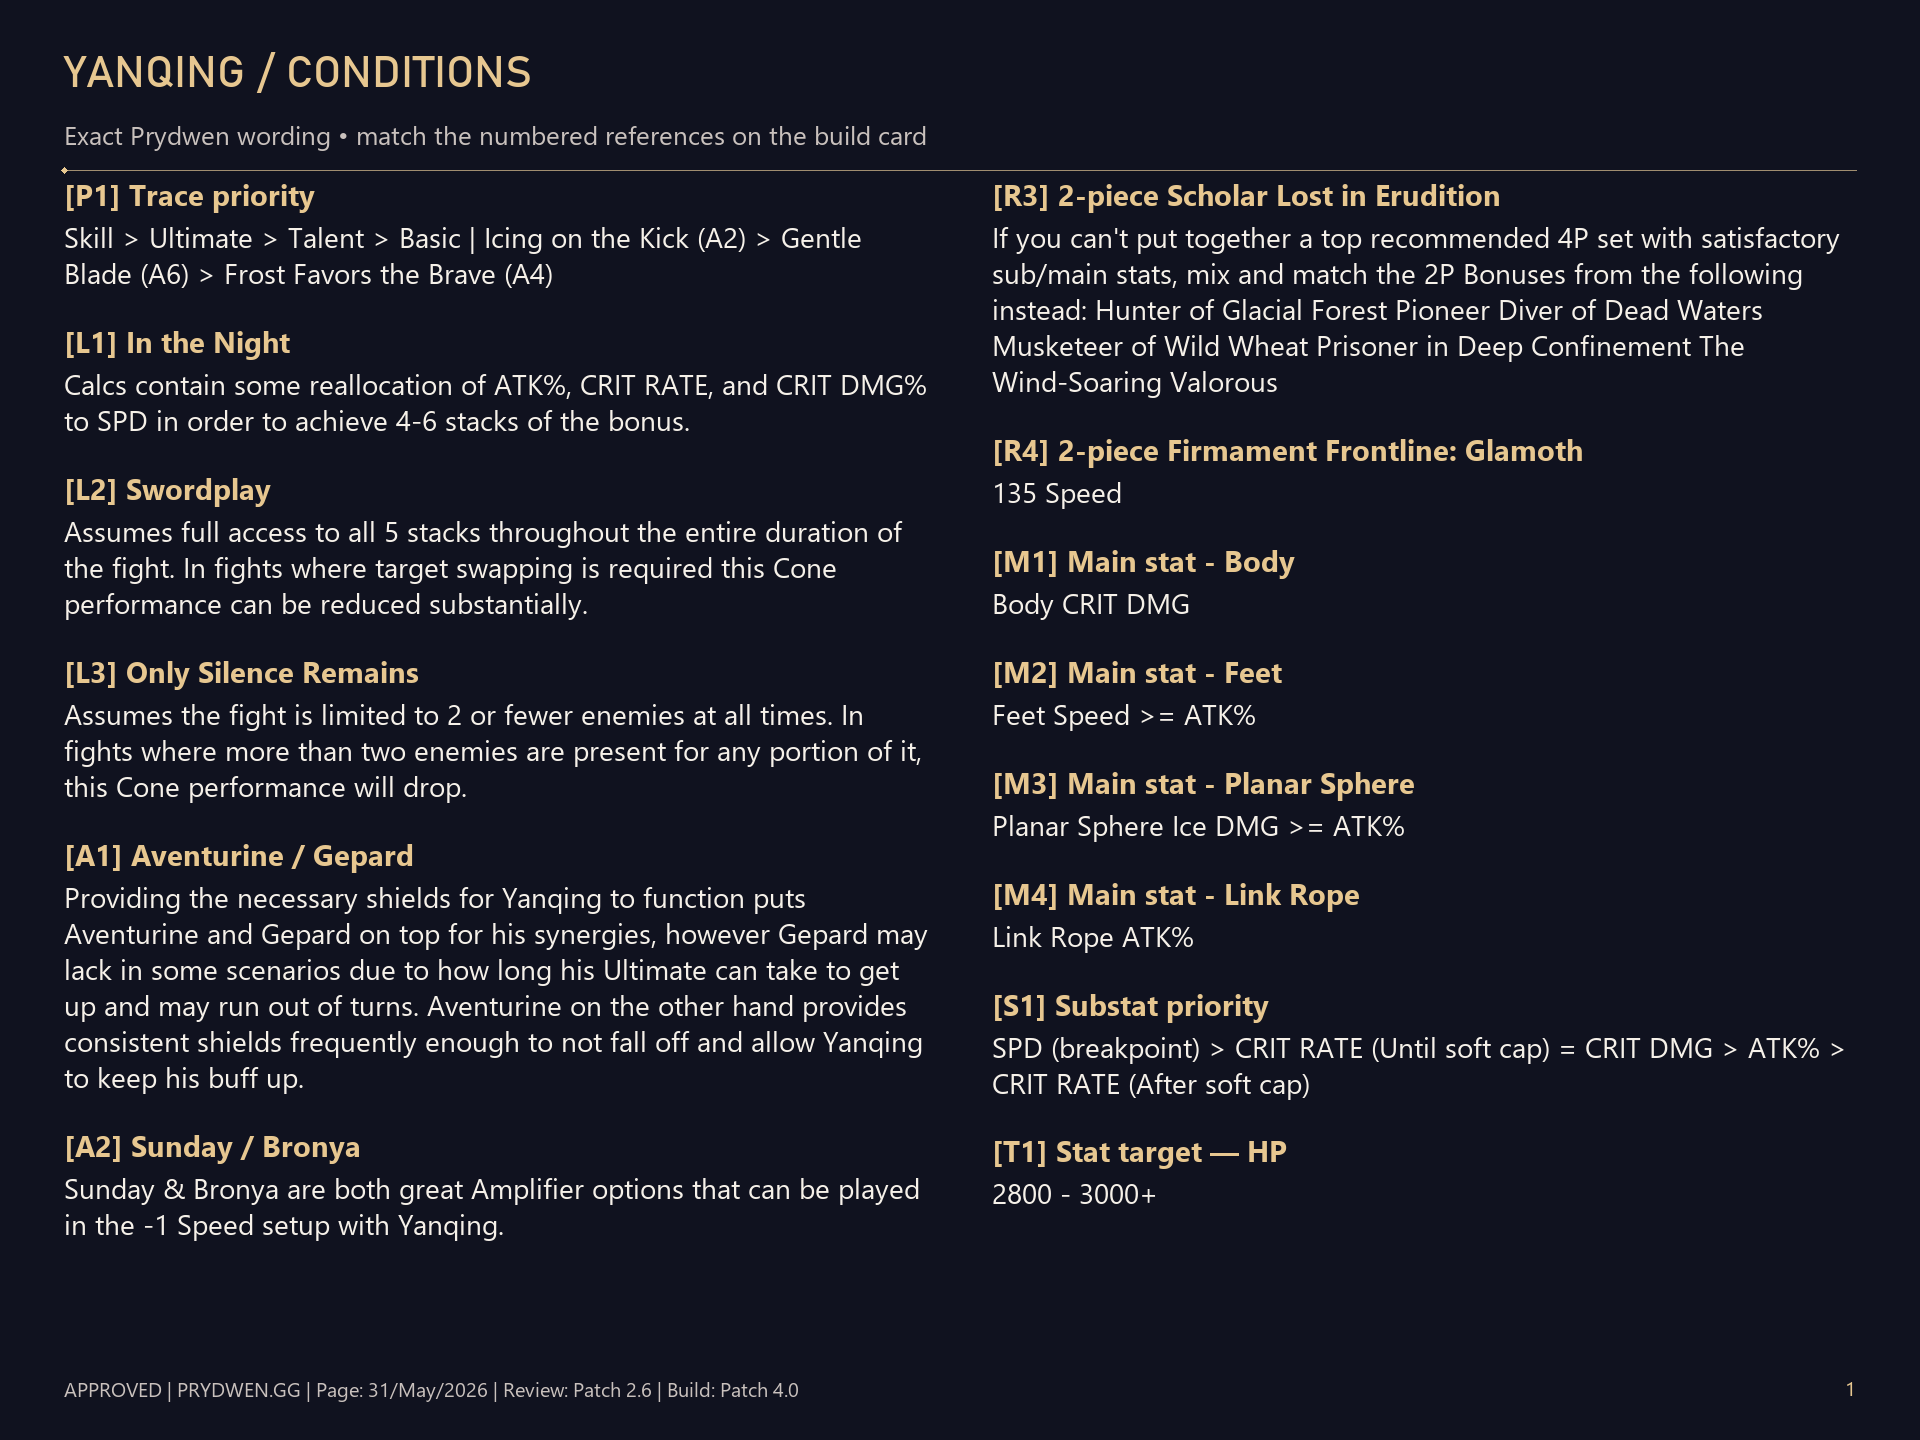 YANQING / CONDITIONS
Exact Prydwen wording • match the numbered references on the build card
[P1] Trace priority
Skill > Ultimate > Talent > Basic | Icing on the Kick (A2) > Gentle
Blade (A6) > Frost Favors the Brave (A4)
[L1] In the Night
Calcs contain some reallocation of ATK%, CRIT RATE, and CRIT DMG%
to SPD in order to achieve 4-6 stacks of the bonus.
[L2] Swordplay
Assumes full access to all 5 stacks throughout the entire duration of
the fight. In fights where target swapping is required this Cone
performance can be reduced substantially.
[L3] Only Silence Remains
Assumes the fight is limited to 2 or fewer enemies at all times. In
fights where more than two enemies are present for any portion of it,
this Cone performance will drop.
[A1] Aventurine / Gepard
Providing the necessary shields for Yanqing to function puts
Aventurine and Gepard on top for his synergies, however Gepard may
lack in some scenarios due to how long his Ultimate can take to get
up and may run out of turns. Aventurine on the other hand provides
consistent shields frequently enough to not fall off and allow Yanqing
to keep his buff up.
[A2] Sunday / Bronya
Sunday & Bronya are both great Amplifier options that can be played
in the -1 Speed setup with Yanqing.
[R3] 2-piece Scholar Lost in Erudition
If you can't put together a top recommended 4P set with satisfactory
sub/main stats, mix and match the 2P Bonuses from the following
instead: Hunter of Glacial Forest Pioneer Diver of Dead Waters
Musketeer of Wild Wheat Prisoner in Deep Confinement The
Wind-Soaring Valorous
[R4] 2-piece Firmament Frontline: Glamoth
135 Speed
[M1] Main stat - Body
Body CRIT DMG
[M2] Main stat - Feet
Feet Speed >= ATK%
[M3] Main stat - Planar Sphere
Planar Sphere Ice DMG >= ATK%
[M4] Main stat - Link Rope
Link Rope ATK%
[S1] Substat priority
SPD (breakpoint) > CRIT RATE (Until soft cap) = CRIT DMG > ATK% >
CRIT RATE (After soft cap)
[T1] Stat target — HP
2800 - 3000+
APPROVED | PRYDWEN.GG | Page: 31/May/2026 | Review: Patch 2.6 | Build: Patch 4.0
1